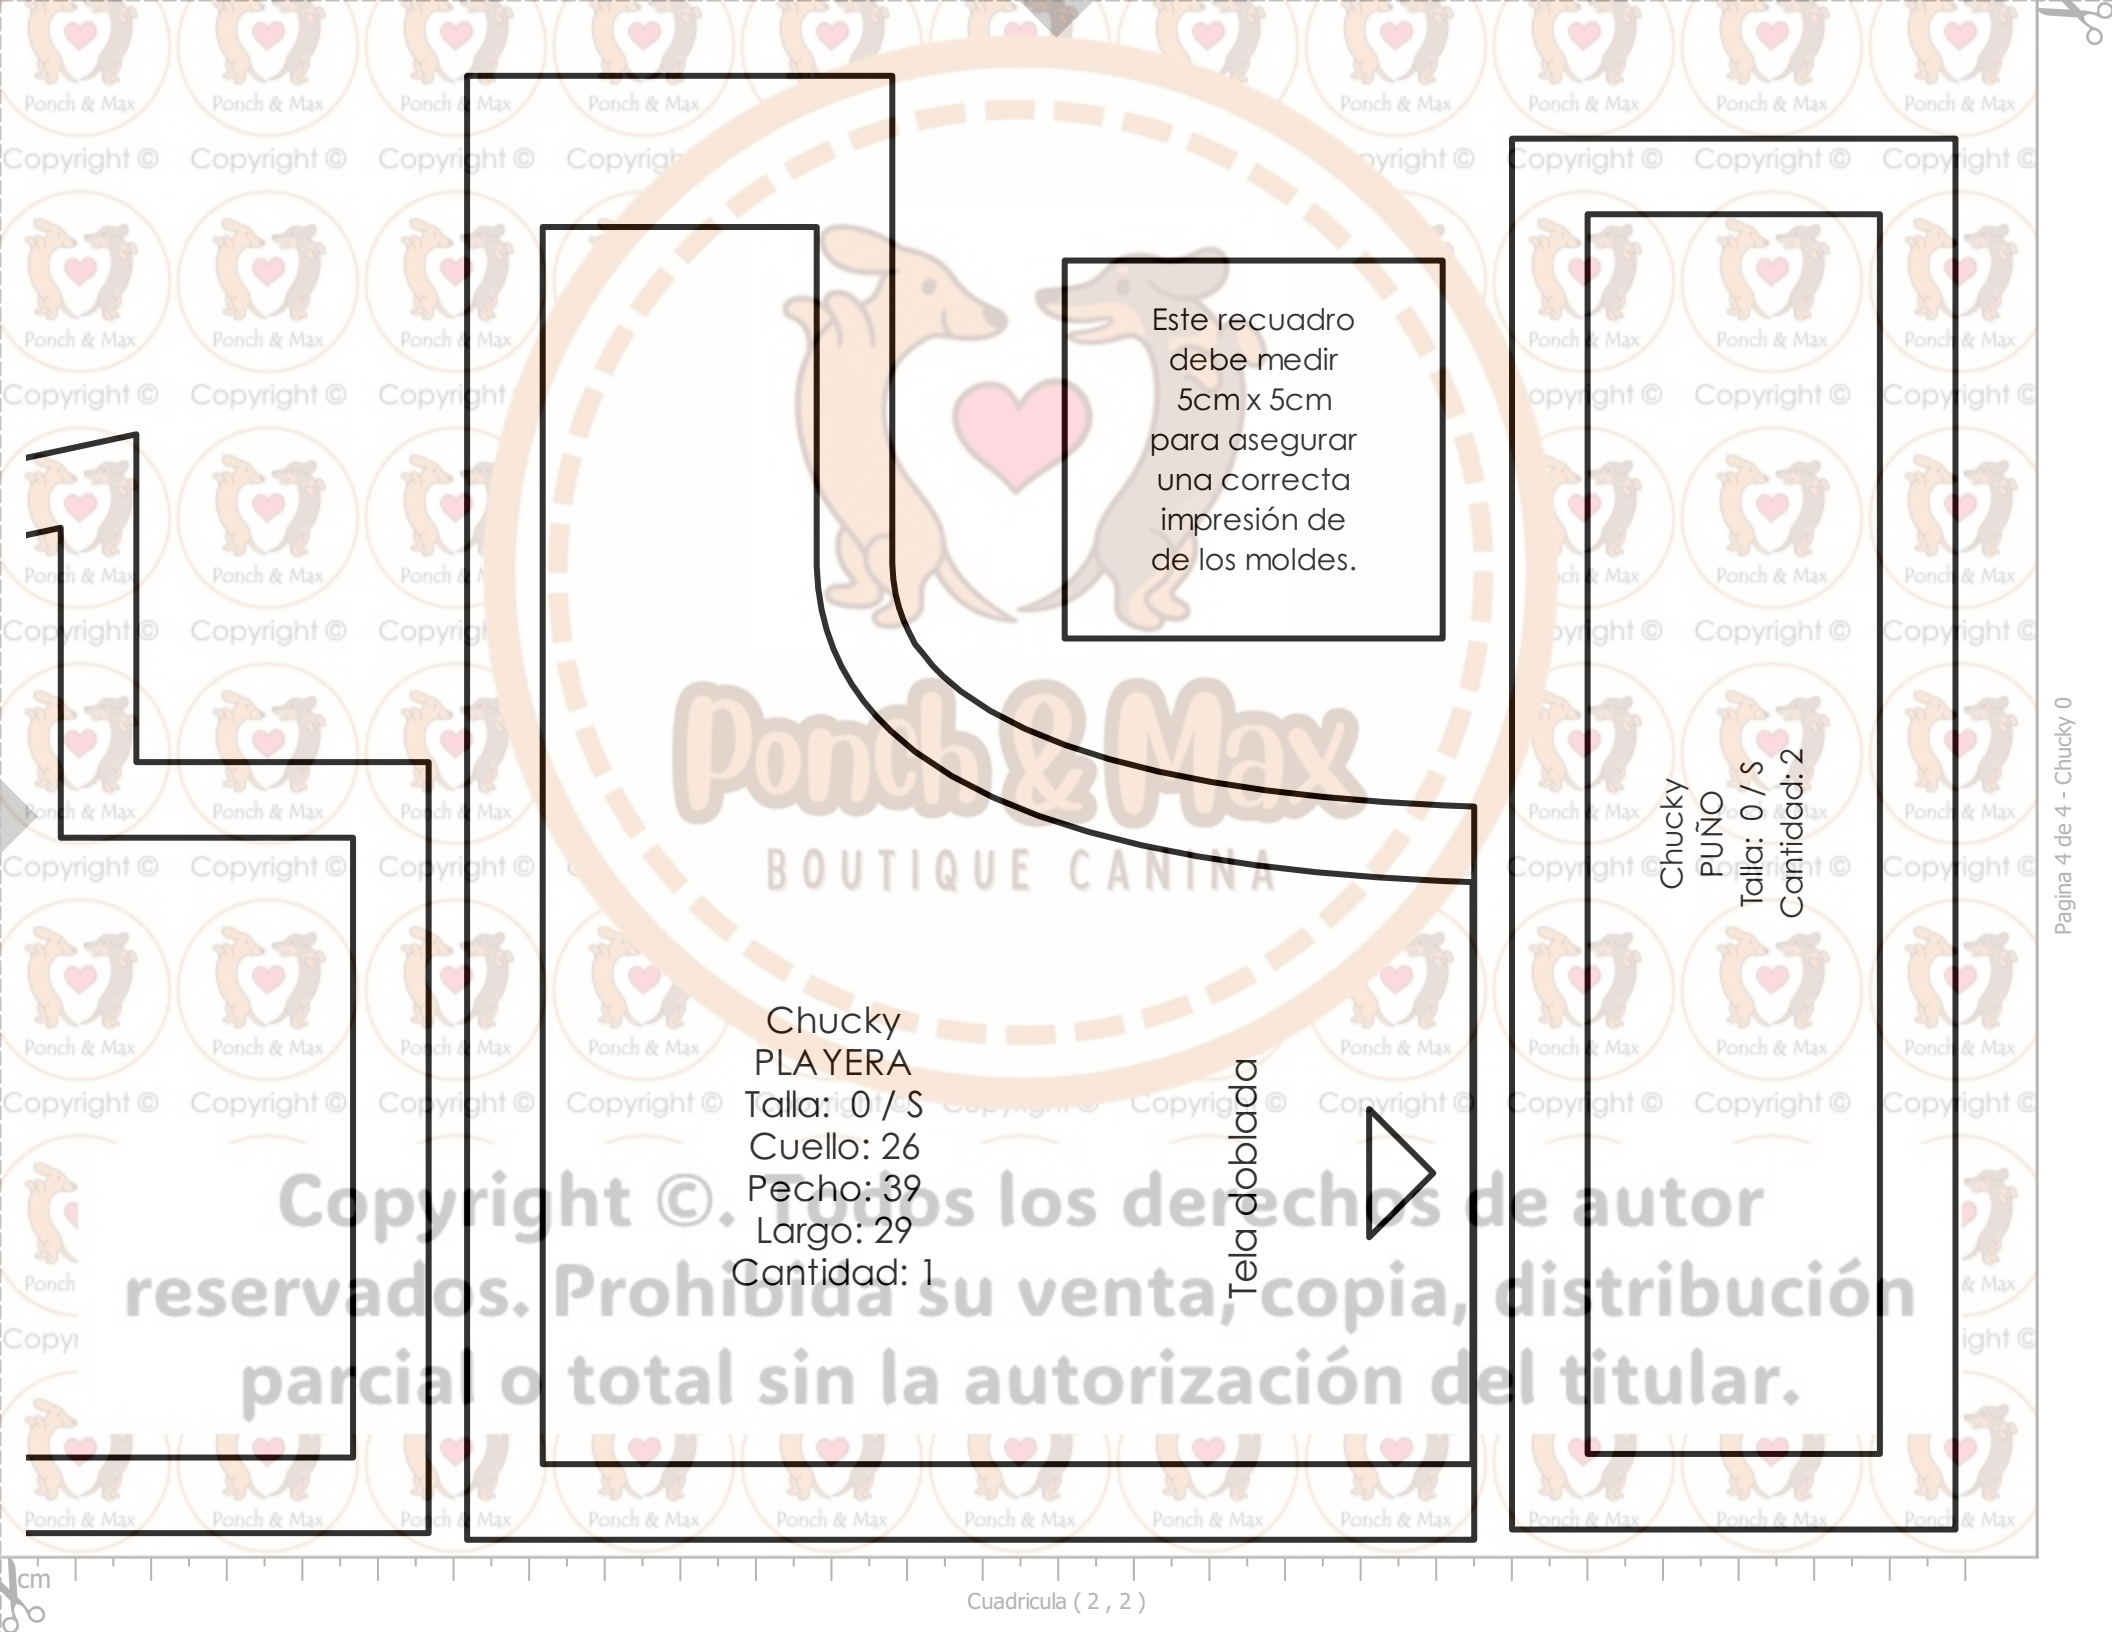 Este recuadro
debe medir
5cm x 5cm
para asegurar
una correcta
impresión de
de los moldes.
Ponch & Max
BOUTIQUE CANINA
Chucky
PLAYERA
Talla:  0 / S
Cuello: 26
Pecho: 39
Largo: 29
Cantidad: 1
Tela doblada
Chucky
PUÑO
Talla:  0 / S
Cantidad: 2
Copyright ©. Todos los derechos de autor
reservados. Prohibida su venta, copia, distribución
parcial o total sin la autorización del titular.
Ponch & Max
Copyright ©
Pagina 4 de 4 - Chucky 0
cm
Cuadricula ( 2 , 2 )